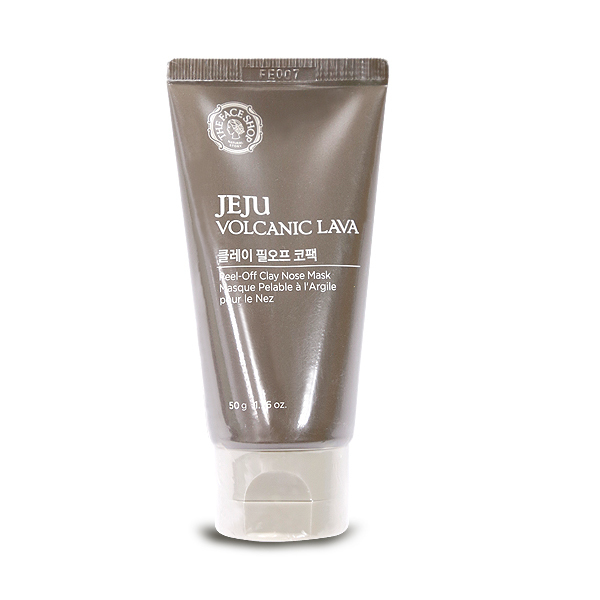 FE007
THE FACE SHOP
JEJU
VOLCANIC LAVA
클레이 필오프 코팩
Peel-Off Clay Nose Mask
Masque Pelable à l'Argile
pour le Nez
50 g oz.